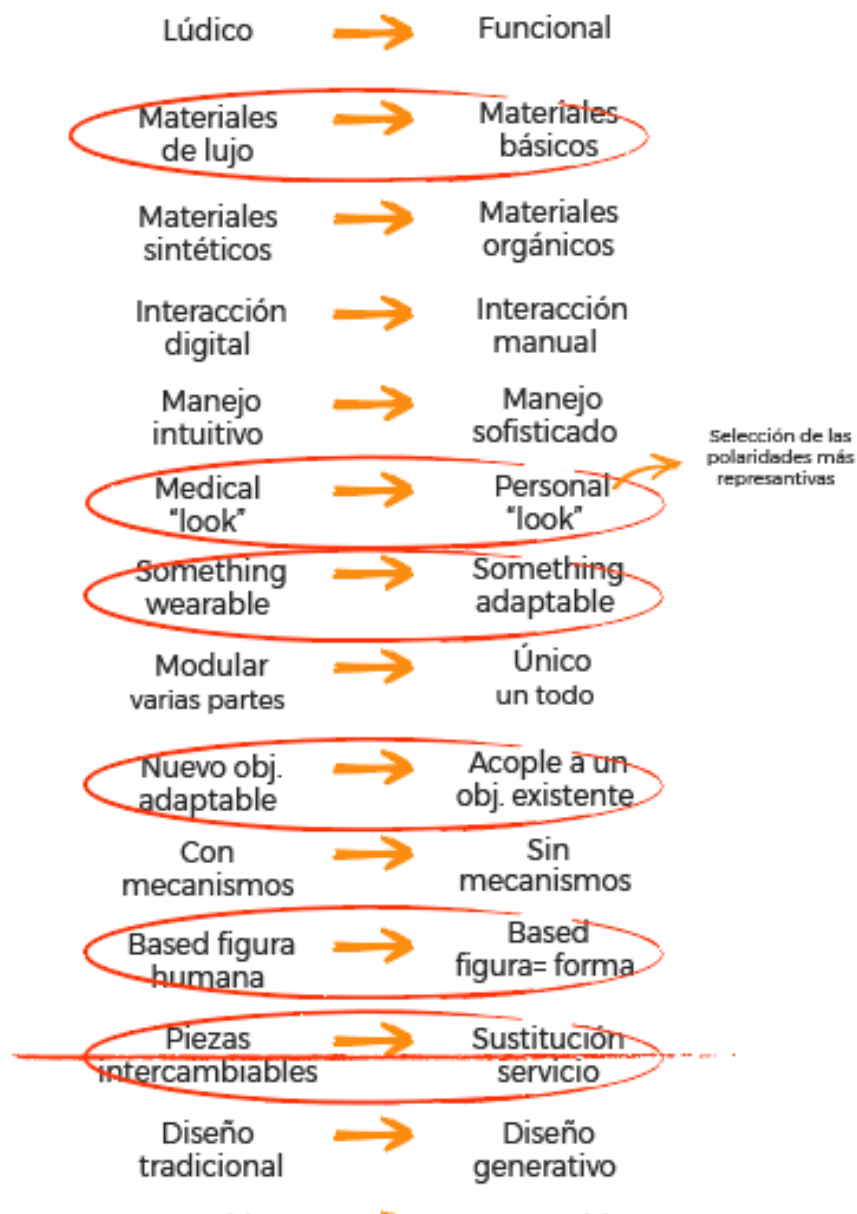 Lúdico Funcional
Materiales Materiales
de lujo básicos
Materiales Materiales
sintéticos orgánicos
Interacción Interacción
digital manual
Manejo Manejo
intuitivo sofisticado
Selección de las
polaridades más
represantivas
Medical Personal
“look” “look”
Something Something
wearable adaptable
Modular Único
varias partes un todo
Nuevo obj. Acople a un
adaptable obj. existente
Con Sin
mecanismos mecanismos
Based figura Based
humana figura= forma
Piezas Sustitución
intercambiables servicio
Diseño Diseño
tradicional generativo